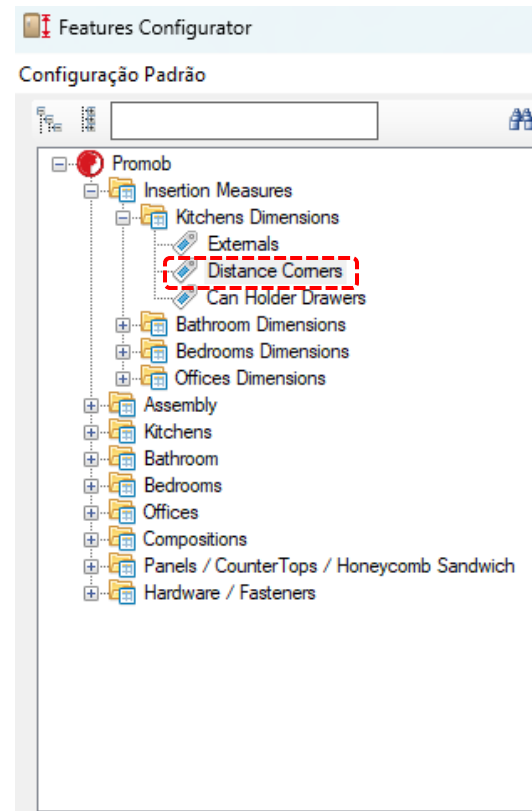 Features Configurator
Configuração Padrão
Promob
Insertion Measures
Kitchens Dimensions
Externals
Distance Corners
Can Holder Drawers
Bathroom Dimensions
Bedrooms Dimensions
Offices Dimensions
Assembly
Kitchens
Bathroom
Bedrooms
Offices
Compositions
Panels / CounterTops / Honeycomb Sandwich
Hardware / Fasteners